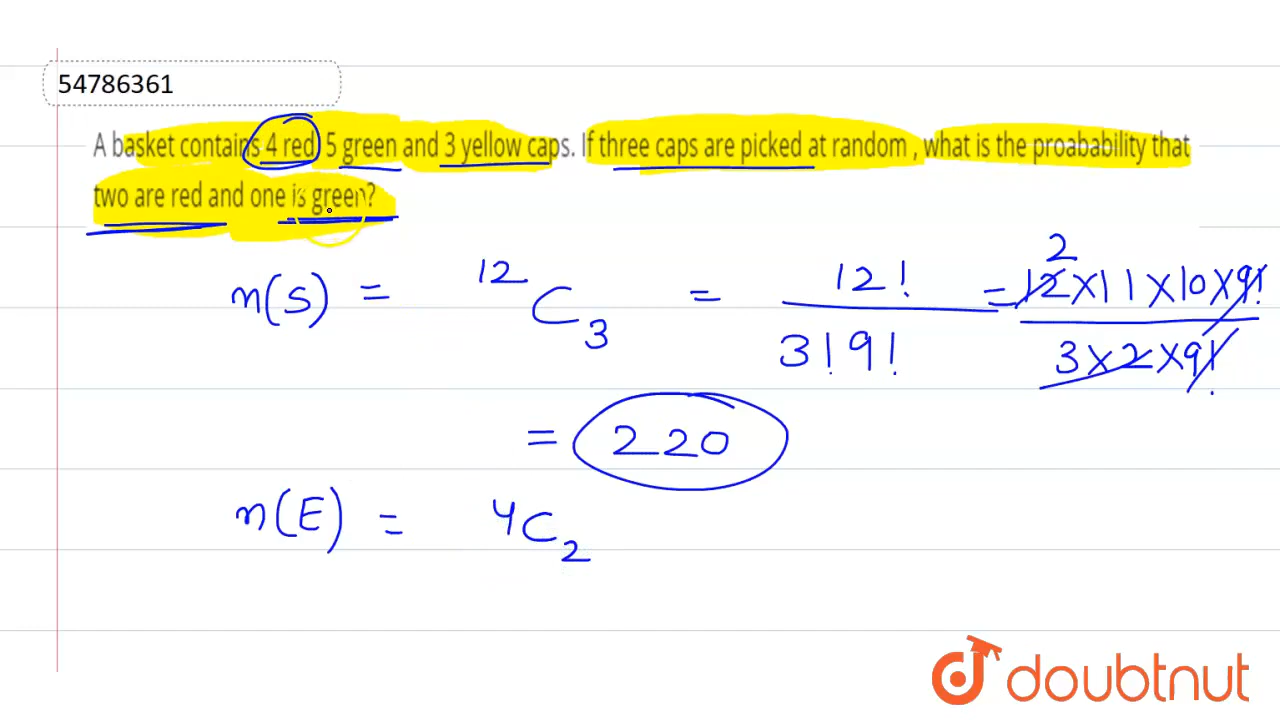 54786361
A basket contains 4 red, 5 green and 3 yellow caps. If three caps are picked at random , what is the proabability that
two are red and one is green?
n(S) = ¹²C₃ = 12! / 3! 9! = 12 2 × 11 × 10 × 9! / 3 × 2 × 9!
= 220
n(E) = ⁴C₂
doubtnut